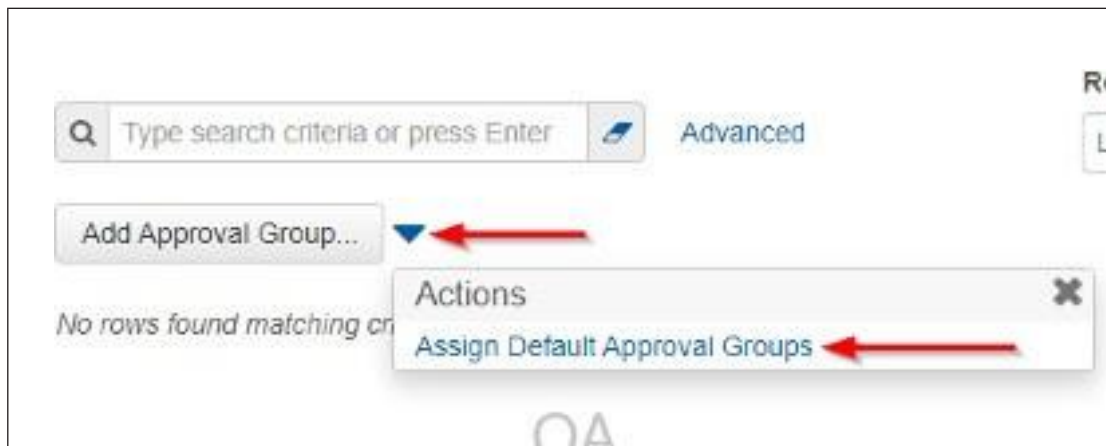 Type search criteria or press Enter
Advanced
Add Approval Group...
Actions
No rows found matching
Assign Default Approval Groups
QA